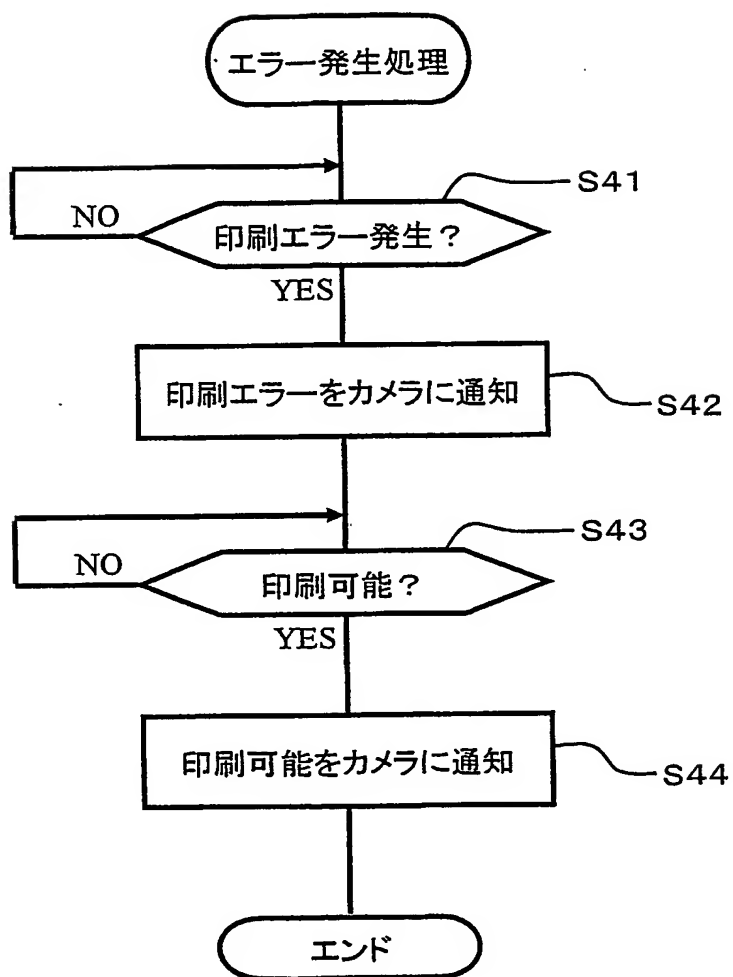 エラー発生処理
S41
NO
印刷エラー発生？
YES
印刷エラーをカメラに通知
S42
S43
NO
印刷可能？
YES
印刷可能をカメラに通知
S44
エンド